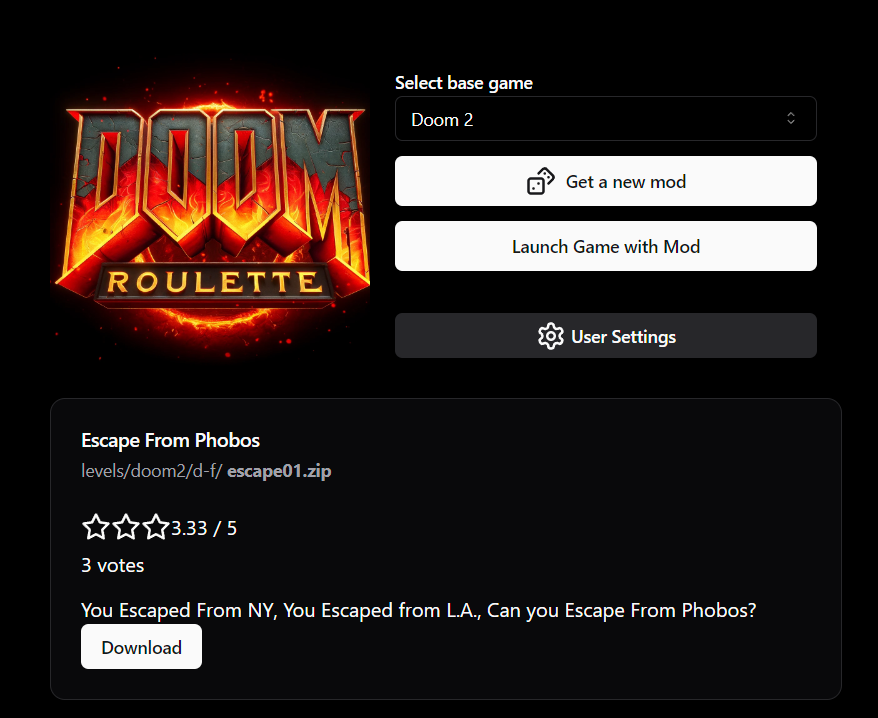 DOOM
ROULETTE
Select base game
Doom 2
Get a new mod
Launch Game with Mod
User Settings
Escape From Phobos
levels/doom2/d-f/ escape01.zip
3.33 / 5
3 votes
You Escaped From NY, You Escaped from L.A., Can you Escape From Phobos?
Download